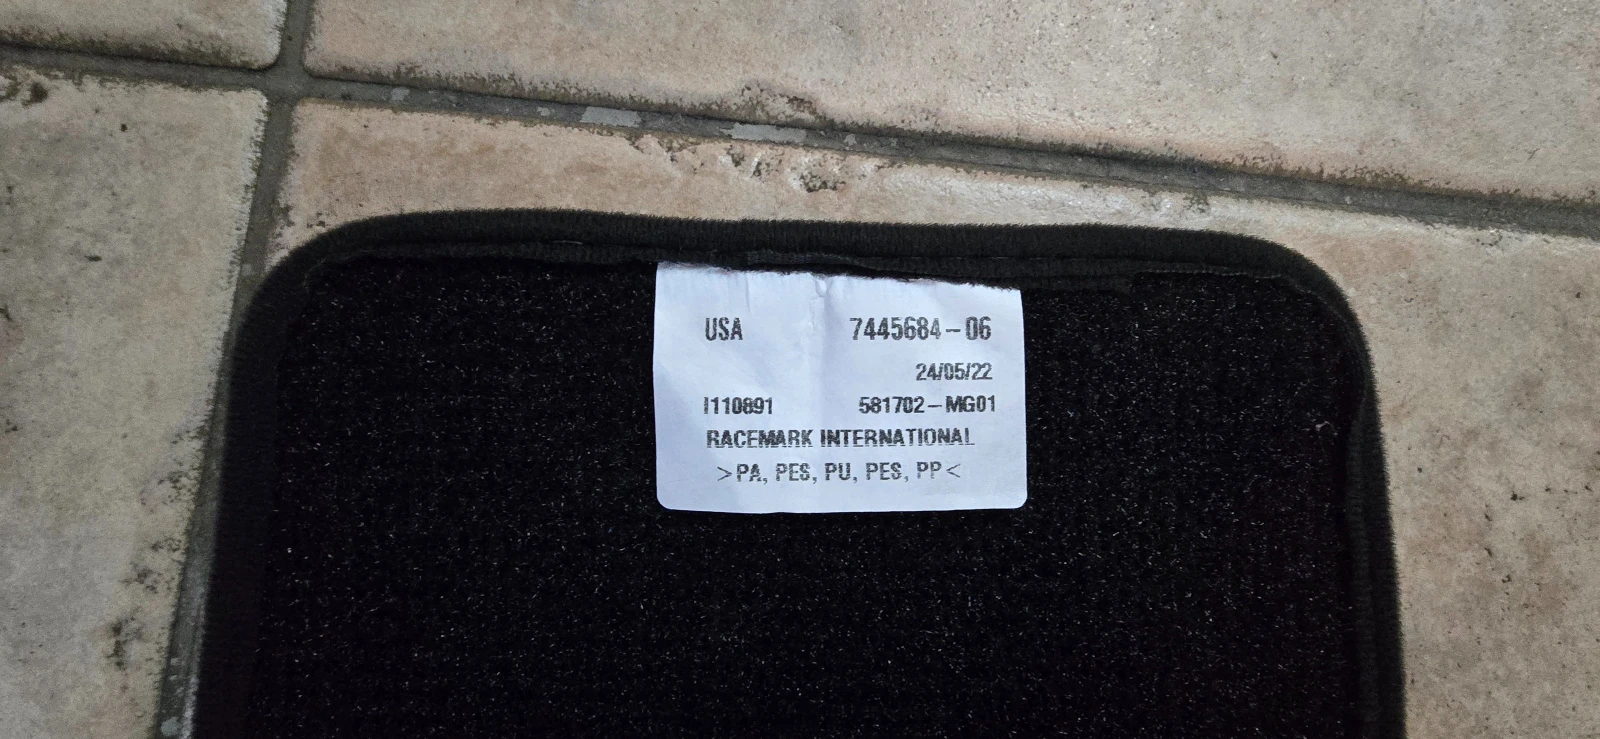 USA 7445684-06
24/05/22
I110891 581702-MG01
RACEMARK INTERNATIONAL
>PA, PES, PU, PES, PP<